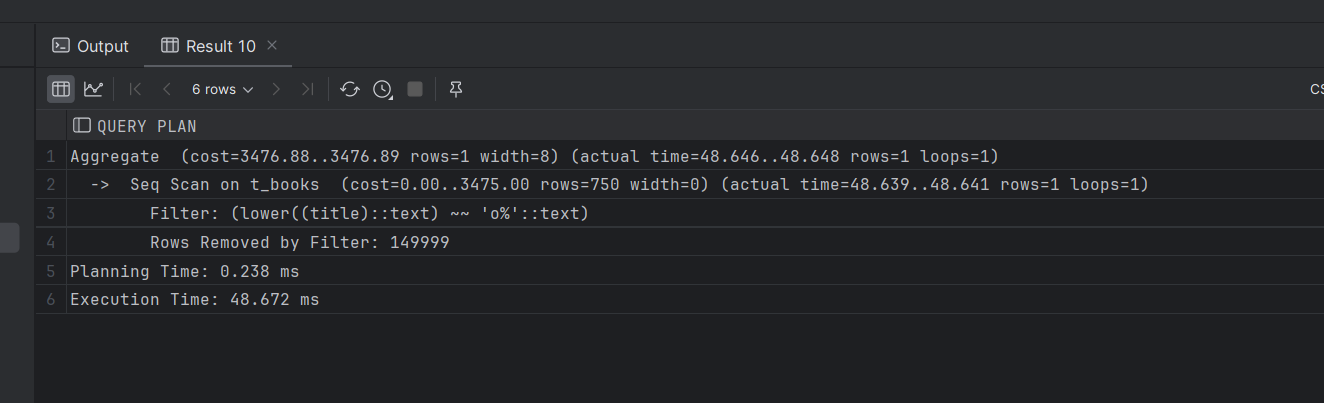 Output Result 10
6 rows CS
QUERY PLAN
1 Aggregate  (cost=3476.88..3476.89 rows=1 width=8) (actual time=48.646..48.648 rows=1 loops=1)
2   ->  Seq Scan on t_books  (cost=0.00..3475.00 rows=750 width=0) (actual time=48.639..48.641 rows=1 loops=1)
3         Filter: (lower((title)::text) ~~ 'o%'::text)
4         Rows Removed by Filter: 149999
5 Planning Time: 0.238 ms
6 Execution Time: 48.672 ms